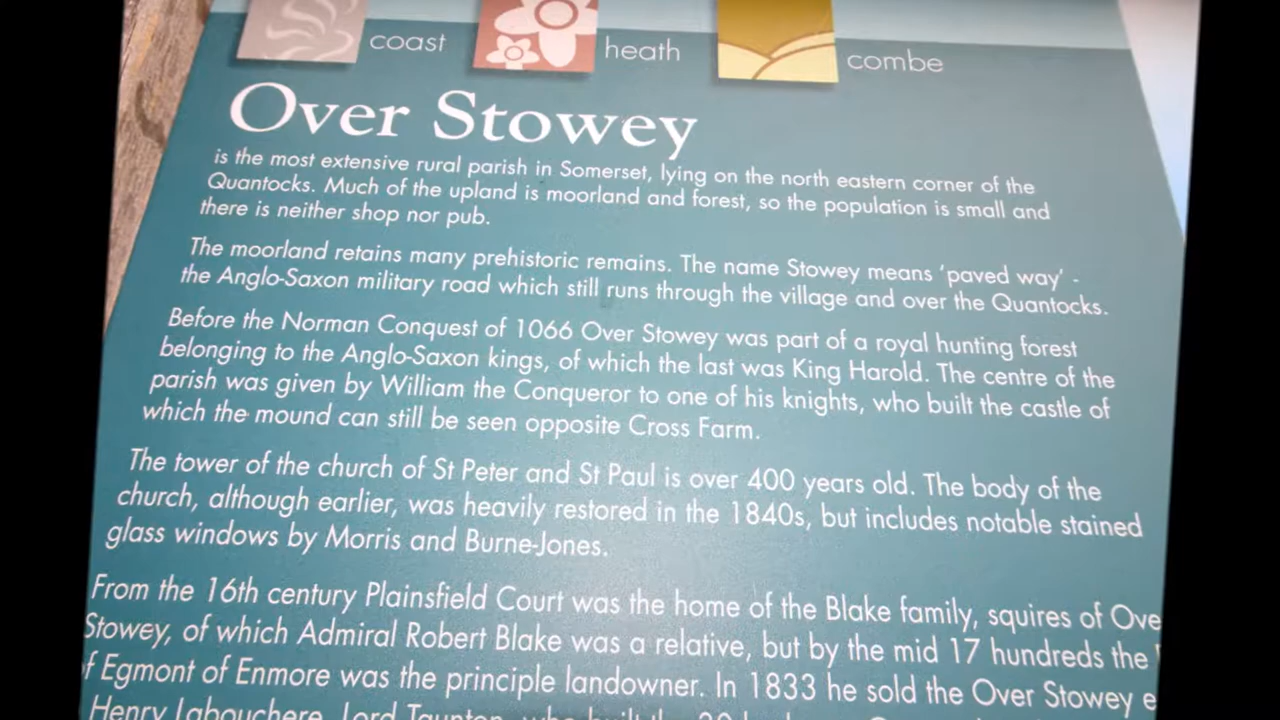 coast heath combe
Over Stowey
is the most extensive rural parish in Somerset, lying on the north eastern corner of the
Quantocks. Much of the upland is moorland and forest, so the population is small and
there is neither shop nor pub.
The moorland retains many prehistoric remains. The name Stowey means 'paved way' -
the Anglo-Saxon military road which still runs through the village and over the Quantocks.
Before the Norman Conquest of 1066 Over Stowey was part of a royal hunting forest
belonging to the Anglo-Saxon kings, of which the last was King Harold. The centre of the
parish was given by William the Conqueror to one of his knights, who built the castle of
which the mound can still be seen opposite Cross Farm.
The tower of the church of St Peter and St Paul is over 400 years old. The body of the
church, although earlier, was heavily restored in the 1840s, but includes notable stained
glass windows by Morris and Burne-Jones.
From the 16th century Plainsfield Court was the home of the Blake family, squires of Ove
Stowey, of which Admiral Robert Blake was a relative, but by the mid 17 hundreds the
f Egmont of Enmore was the principle landowner. In 1833 he sold the Over Stowey e
Henry Labouchere, Lord Taunton, who built the